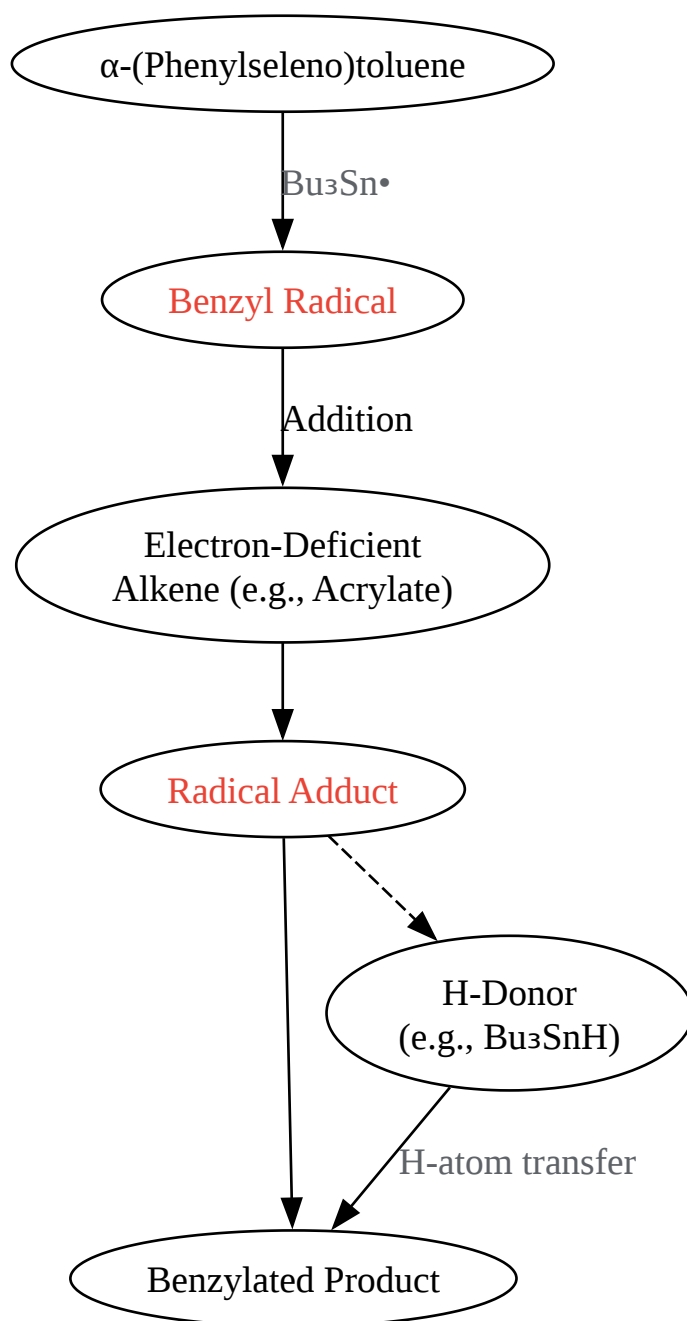 α-(Phenylseleno)toluene
Bu₃Sn•
Benzyl Radical
Addition
Electron-Deficient
Alkene (e.g., Acrylate)
Radical Adduct
H-Donor
(e.g., Bu₃SnH)
H-atom transfer
Benzylated Product